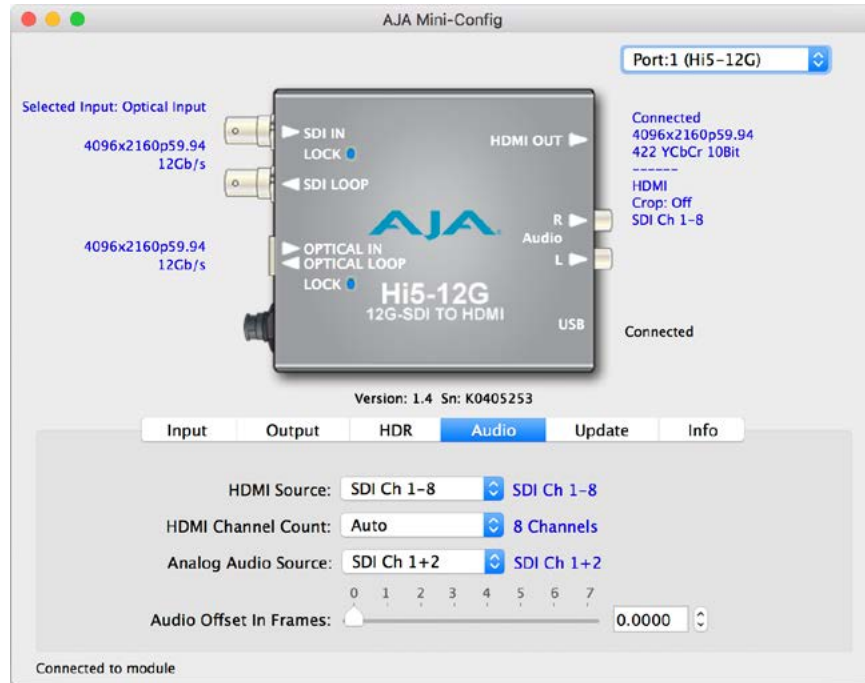 AJA Mini-Config
Port:1 (Hi5-12G)
Selected Input: Optical Input
4096x2160p59.94
12Gb/s
4096x2160p59.94
12Gb/s
SDI IN
LOCK
SDI LOOP
OPTICAL IN
OPTICAL LOOP
LOCK
HDMI OUT
AJA
R
Audio
L
Hi5-12G
12G-SDI TO HDMI
USB
Connected
4096x2160p59.94
422 YCbCr 10Bit
------
HDMI
Crop: Off
SDI Ch 1-8
Connected
Version: 1.4 Sn: K0405253
Input Output HDR Audio Update Info
HDMI Source: SDI Ch 1-8 SDI Ch 1-8
HDMI Channel Count: Auto 8 Channels
Analog Audio Source: SDI Ch 1+2 SDI Ch 1+2
0 1 2 3 4 5 6 7
Audio Offset In Frames: 0.0000
Connected to module